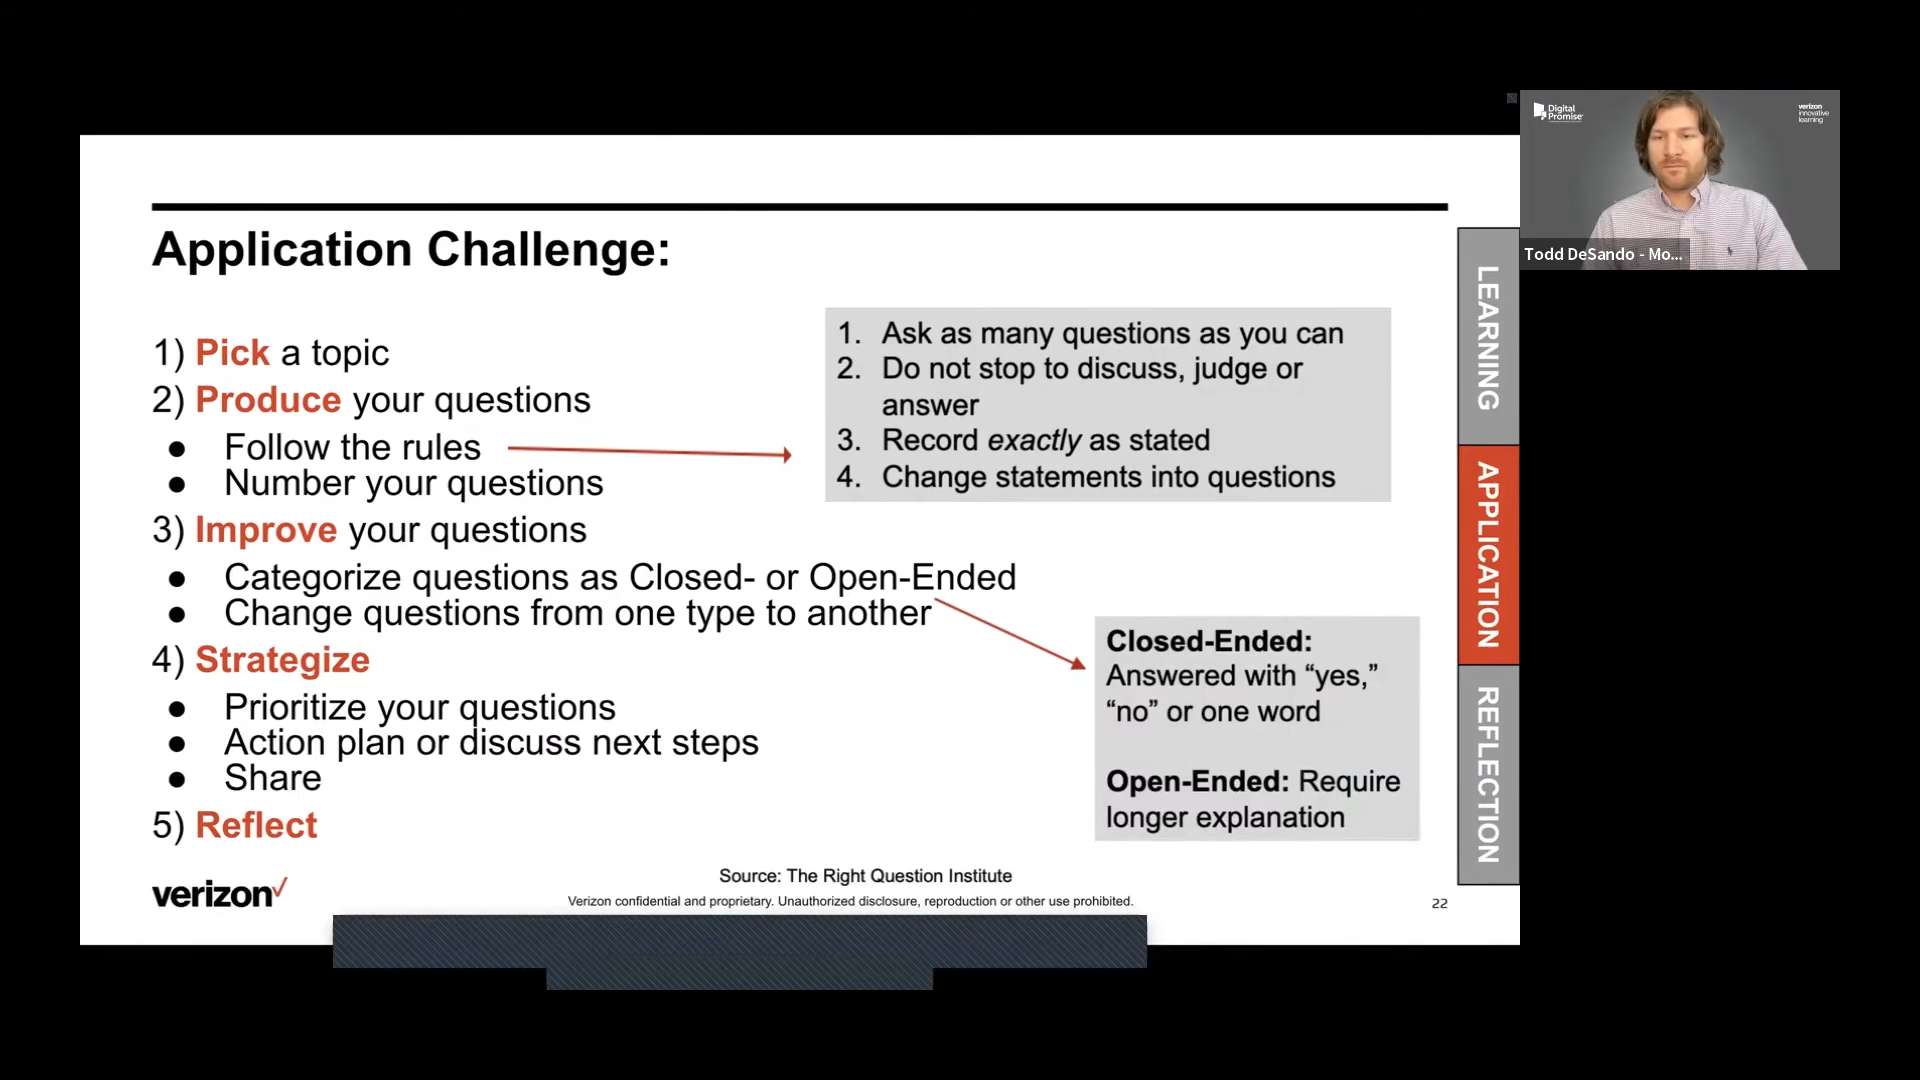 Application Challenge:
1) Pick a topic
2) Produce your questions
● Follow the rules
● Number your questions
3) Improve your questions
● Categorize questions as Closed- or Open-Ended
● Change questions from one type to another
4) Strategize
● Prioritize your questions
● Action plan or discuss next steps
● Share
5) Reflect
1. Ask as many questions as you can
2. Do not stop to discuss, judge or
answer
3. Record exactly as stated
4. Change statements into questions
Closed-Ended:
Answered with “yes,”
“no” or one word
Open-Ended: Require
longer explanation
Source: The Right Question Institute
verizon
Verizon confidential and proprietary. Unauthorized disclosure, reproduction or other use prohibited.
22
LEARNING
APPLICATION
REFLECTION
Digital
Promise
verizon
innovative
learning
Todd DeSando - Mo...